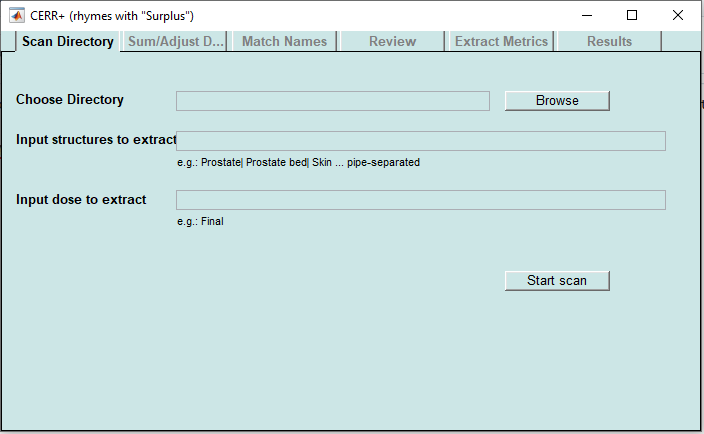 CERR+ (rhymes with "Surplus")
Scan Directory Sum/Adjust D... Match Names Review Extract Metrics Results
Choose Directory Browse
Input structures to extract
e.g.: Prostate| Prostate bed| Skin ... pipe-separated
Input dose to extract
e.g.: Final
Start scan